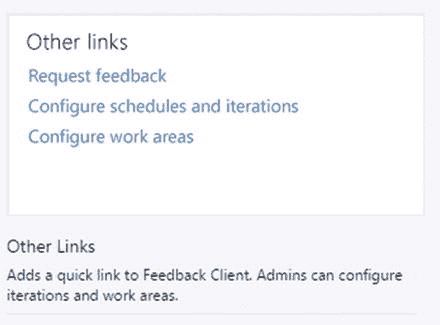 Other links
Request feedback
Configure schedules and iterations
Configure work areas
Other Links
Adds a quick link to Feedback Client. Admins can configure
iterations and work areas.